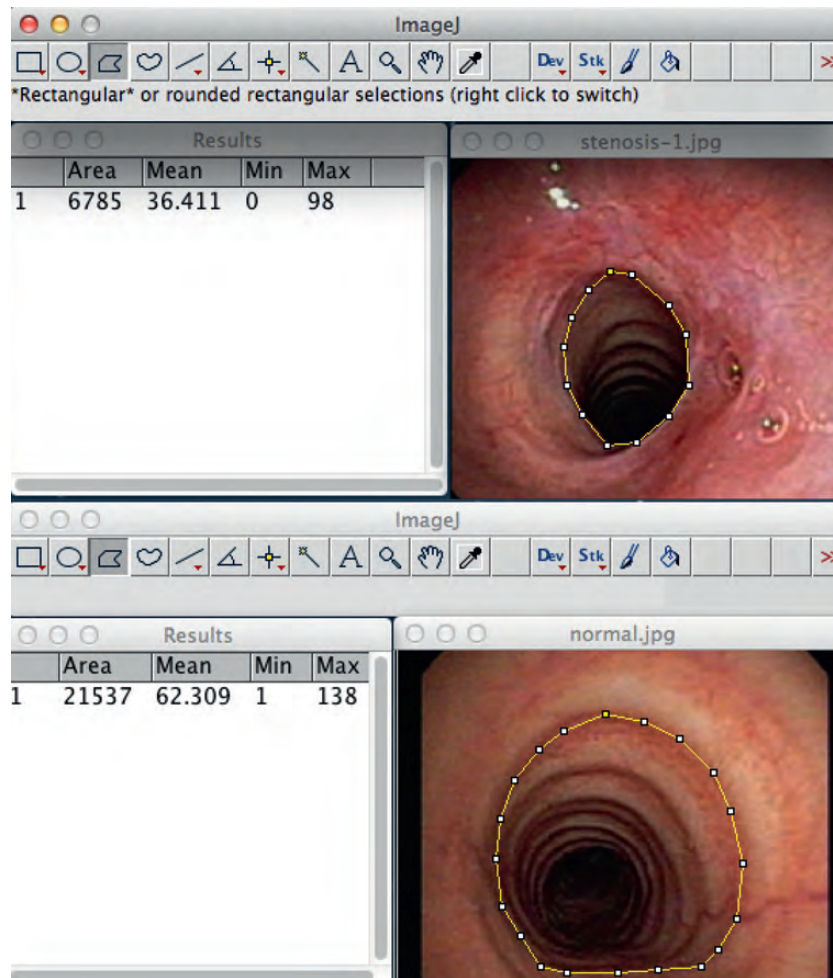 ImageJ
A Dev Stk >>
*Rectangular* or rounded rectangular selections (right click to switch)
Results
Area Mean Min Max
1 6785 36.411 0 98
stenosis-1.jpg
ImageJ
A Dev Stk >>
Results
Area Mean Min Max
1 21537 62.309 1 138
normal.jpg